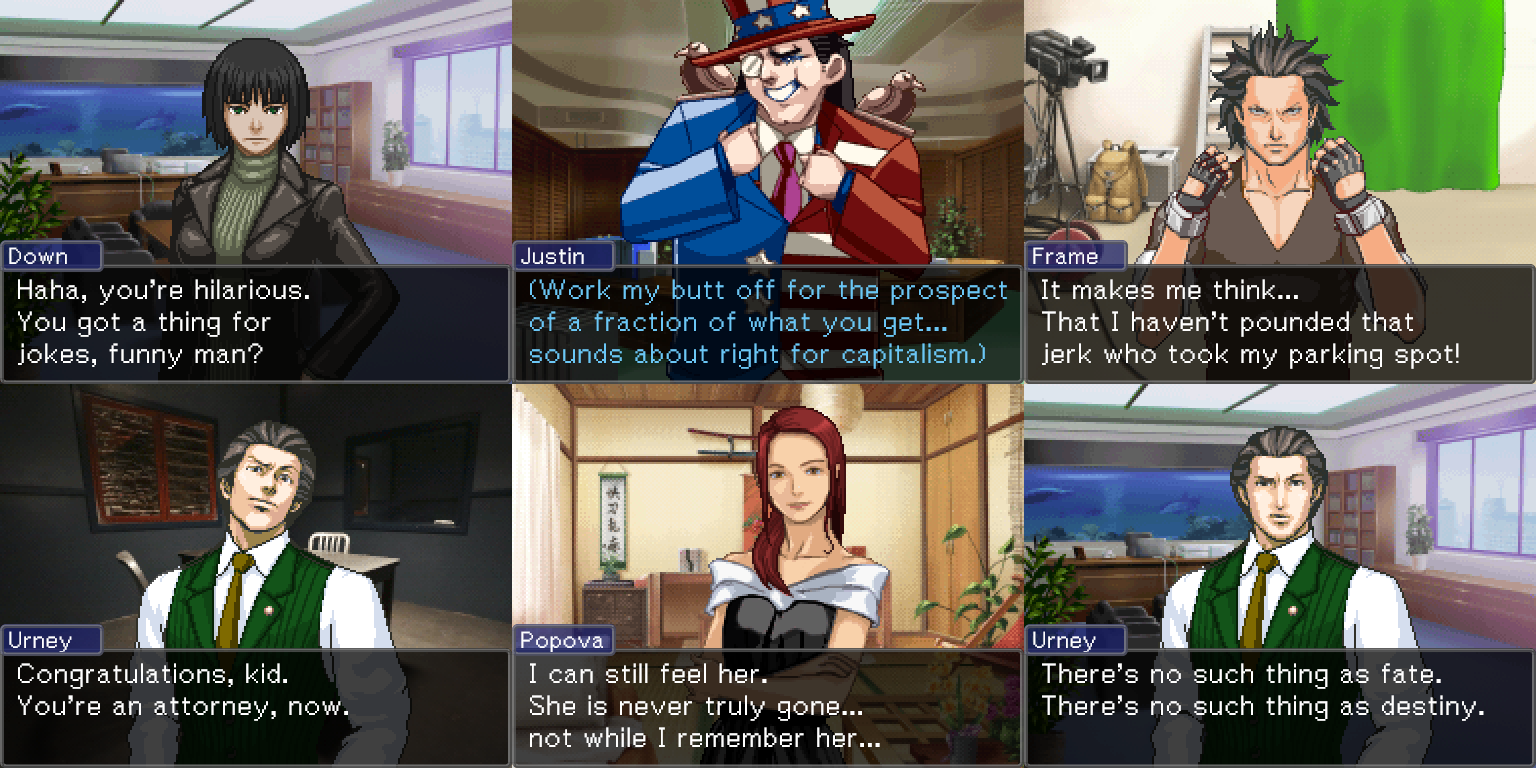 Down
Haha, you're hilarious.
You got a thing for
jokes, funny man?
Justin
(Work my butt off for the prospect
of a fraction of what you get...
sounds about right for capitalism.)
Frame
It makes me think...
That I haven't pounded that
jerk who took my parking spot!
Urney
Congratulations, kid.
You're an attorney, now.
Popova
I can still feel her.
She is never truly gone...
not while I remember her...
Urney
There's no such thing as fate.
There's no such thing as destiny.